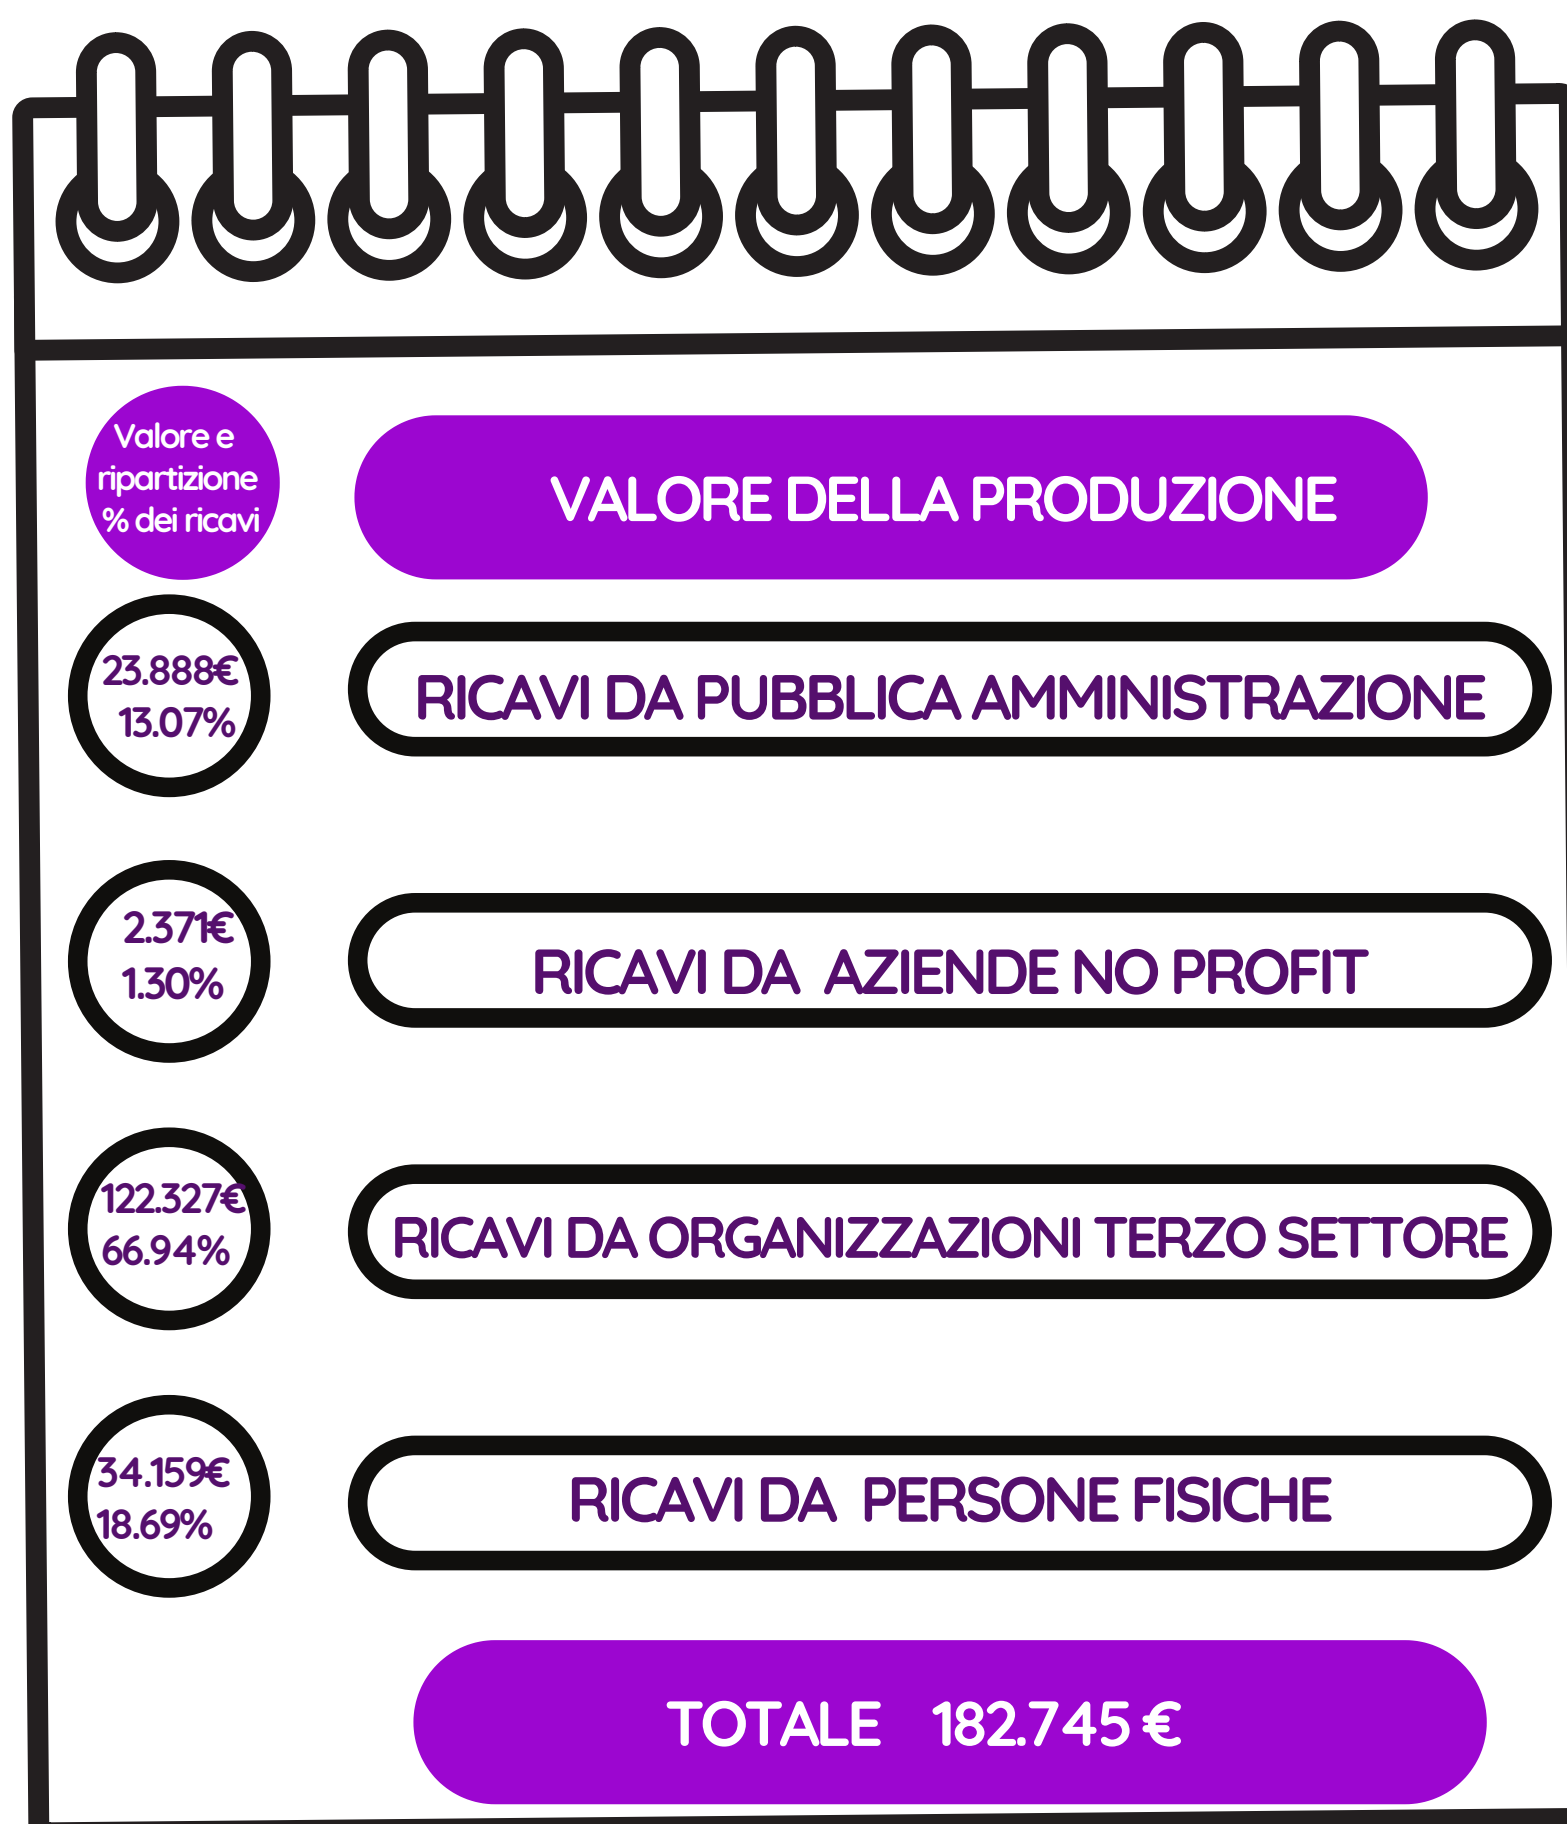 Valore e
ripartizione
% dei ricavi
VALORE DELLA PRODUZIONE
23.888€
13.07%
RICAVI DA PUBBLICA AMMINISTRAZIONE
2.371€
1.30%
RICAVI DA AZIENDE NO PROFIT
122.327€
66.94%
RICAVI DA ORGANIZZAZIONI TERZO SETTORE
34.159€
18.69%
RICAVI DA PERSONE FISICHE
TOTALE 182.745 €